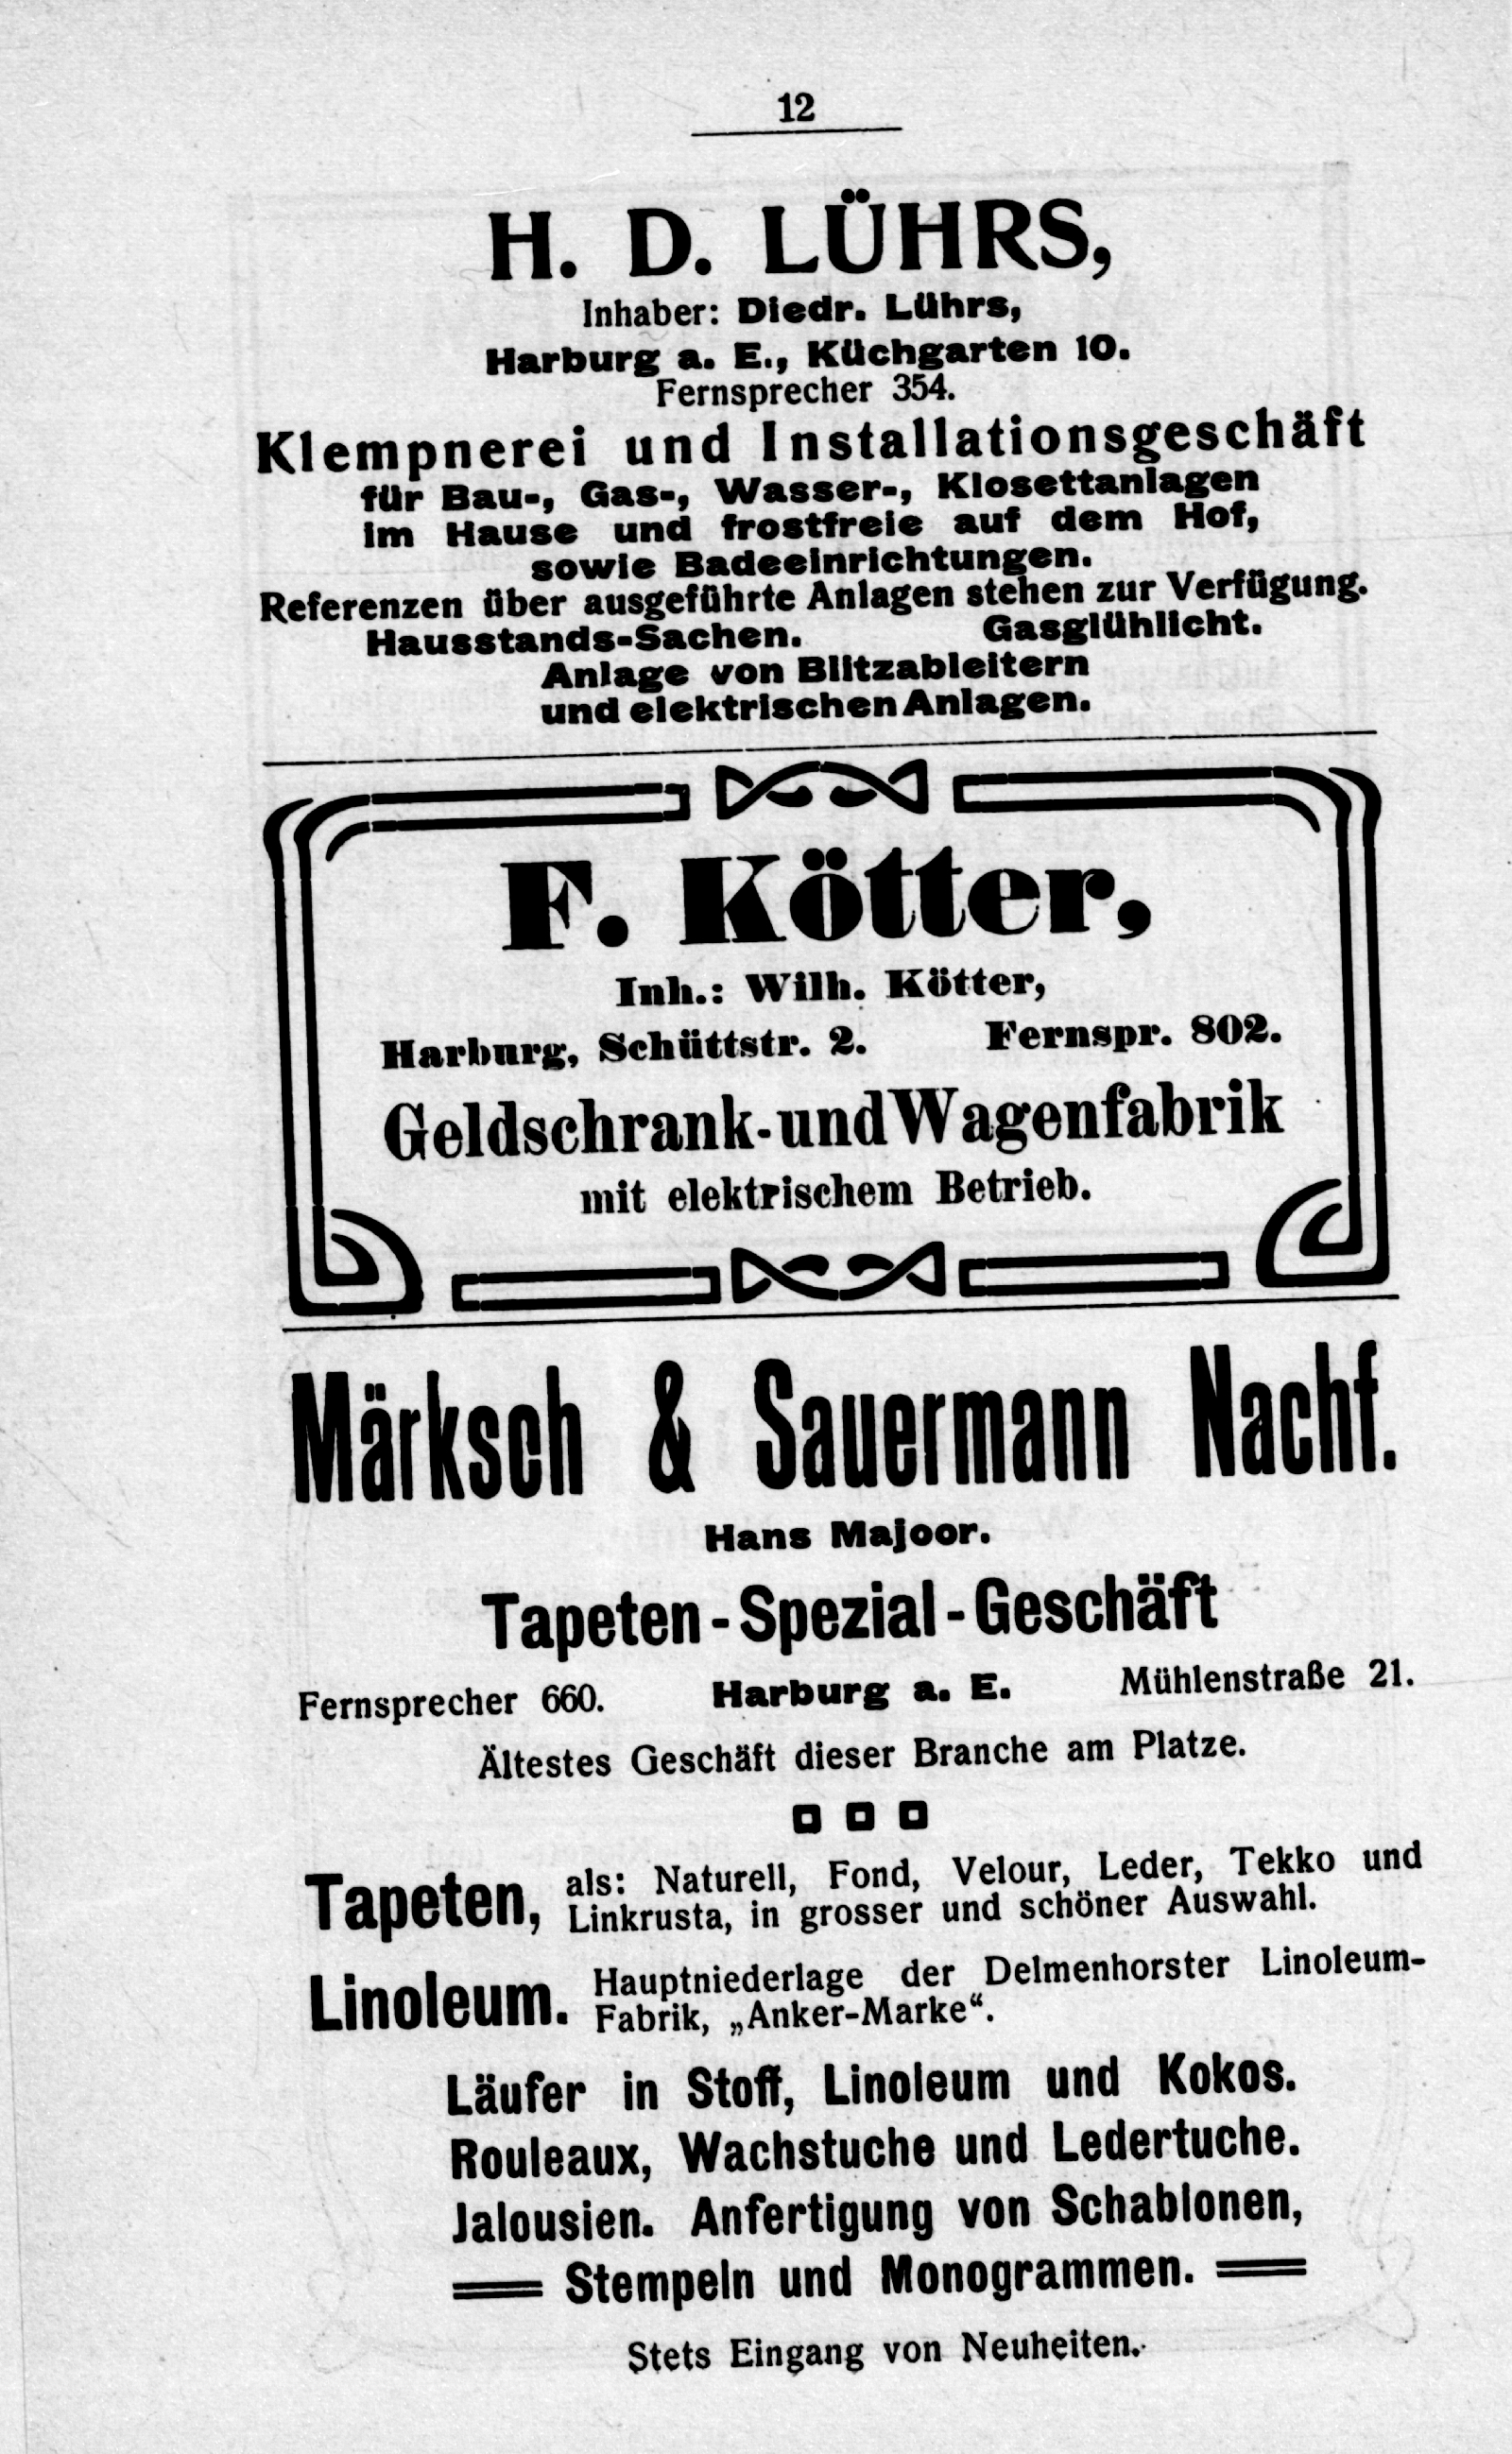 12
H. D. LÜHRS,
Inhaber: Diedr. Lührs,
Harburg a. E., Küchgarten 10.
Fernsprecher 354.
Klempnerei und Installationsgeschäft
für Bau-, Gas-, Wasser-, Klosettanlagen
im Hause und frostfreie auf dem Hof,
sowie Badeeinrichtungen.
Referenzen über ausgeführte Anlagen stehen zur Verfügung.
Hausstands-Sachen. Gasglühlicht.
Anlage von Blitzableitern
und elektrischen Anlagen.
F. Kötter,
Inh.: Wilh. Kötter,
Harburg, Schüttstr. 2. Fernspr. 802.
Geldschrank- und Wagenfabrik
mit elektrischem Betrieb.
Märksch & Sauermann Nachf.
Hans Majoor.
Tapeten-Spezial-Geschäft
Fernsprecher 660. Harburg a. E. Mühlenstraße 21.
Ältestes Geschäft dieser Branche am Platze.
Tapeten, als: Naturell, Fond, Velour, Leder, Tekko und
Linkrusta, in grosser und schöner Auswahl.
Linoleum. Hauptniederlage der Delmenhorster Linoleum-
Fabrik, „Anker-Marke“.
Läufer in Stoff, Linoleum und Kokos.
Rouleaux, Wachstuche und Ledertuche.
Jalousien. Anfertigung von Schablonen,
Stempeln und Monogrammen.
Stets Eingang von Neuheiten.